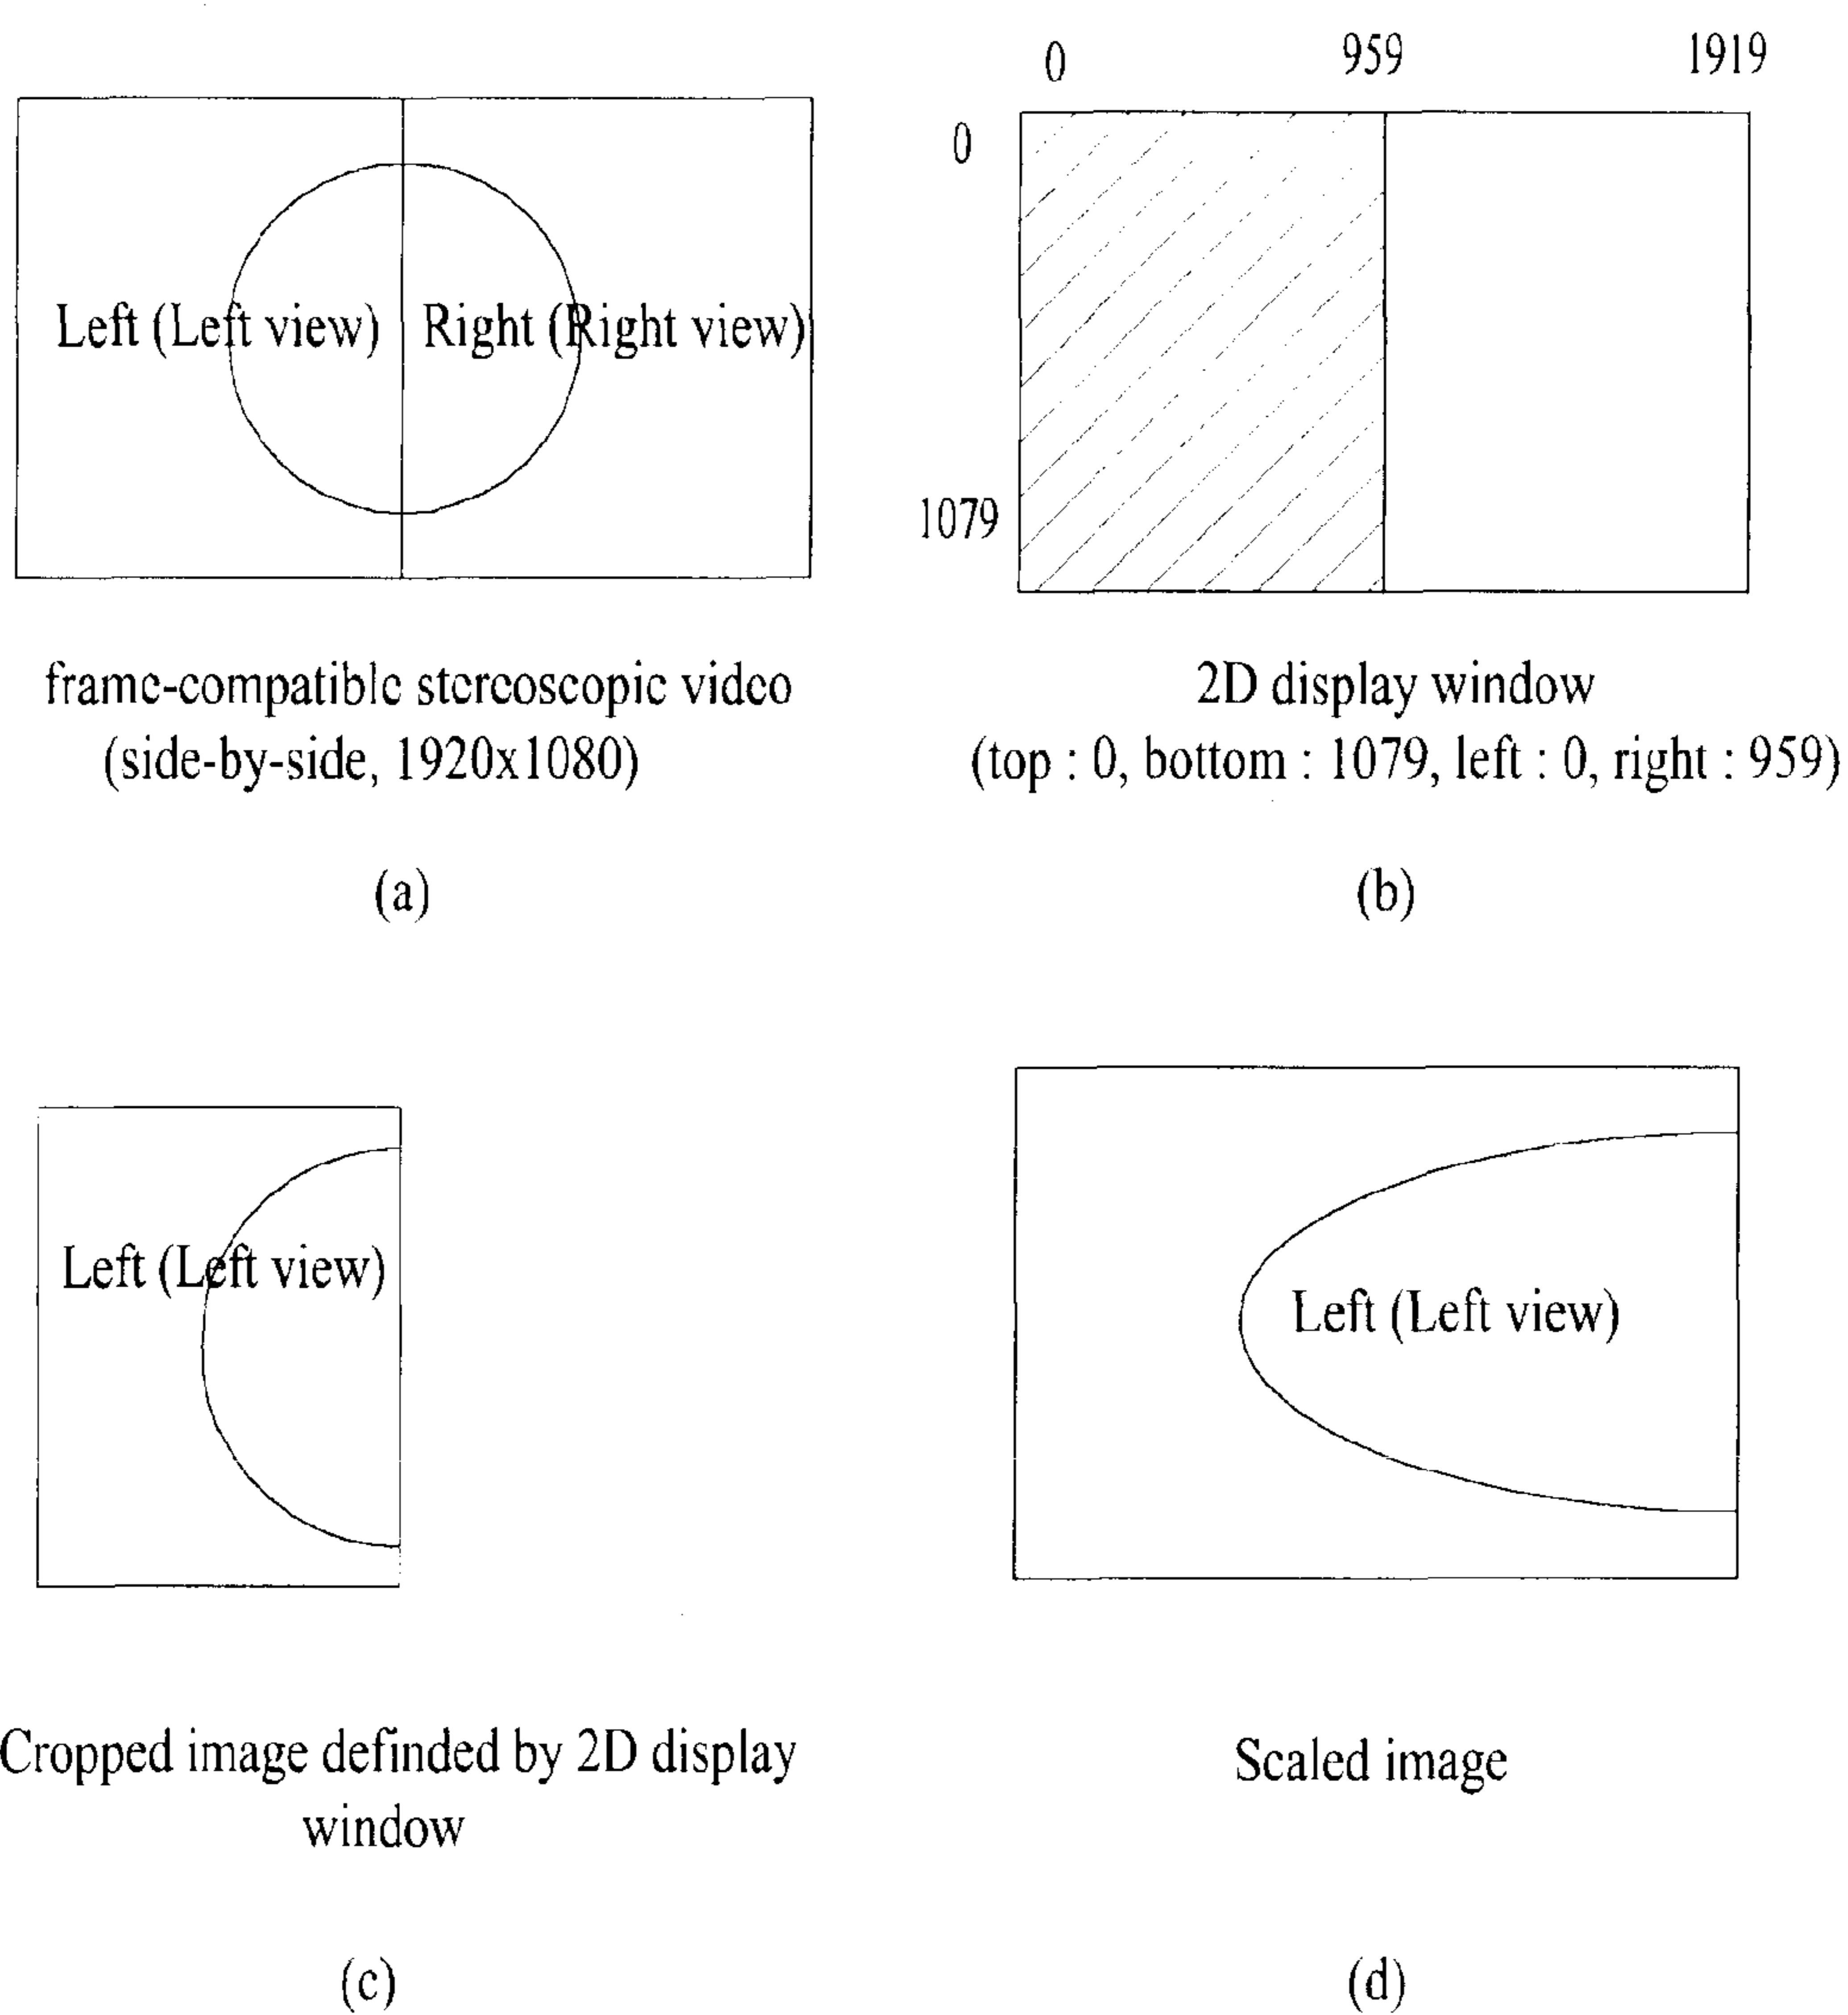 0 959 1919
0
Left (Left view) Right (Right view)
1079
frame-compatible stereoscopic video
(side-by-side, 1920x1080)
2D display window
(top : 0, bottom : 1079, left : 0, right : 959)
(a)
(b)
Left (Left view)
Left (Left view)
Cropped image definded by 2D display
window
Scaled image
(c)
(d)